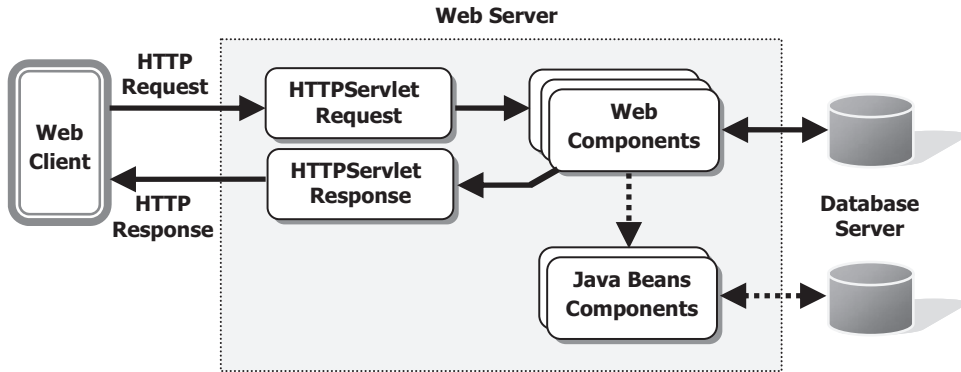 Web Server
HTTP
Request
Web
Client
HTTP
Response
HTTPServlet
Request
HTTPServlet
Response
Web
Components
Java Beans
Components
Database
Server